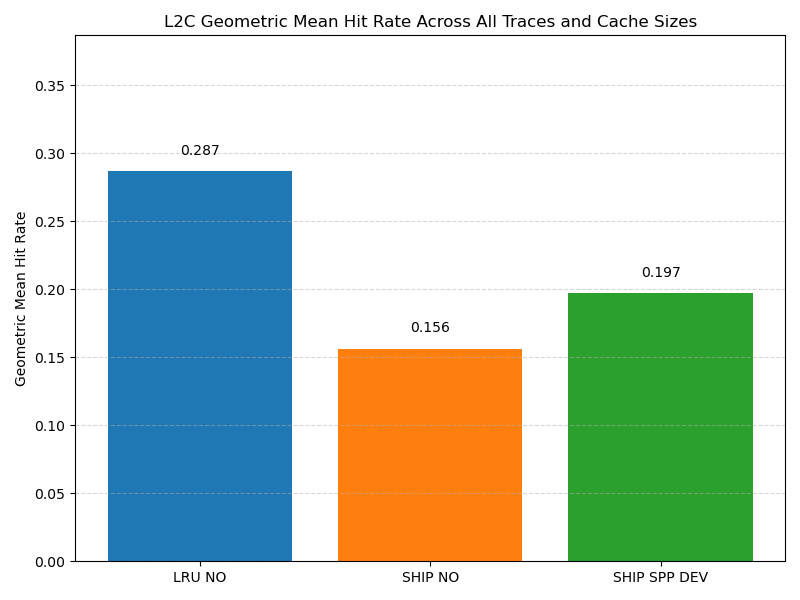 L2C Geometric Mean Hit Rate Across All Traces and Cache Sizes
Geometric Mean Hit Rate
0.35
0.30
0.25
0.20
0.15
0.10
0.05
0.00
0.287
0.156
0.197
LRU NO
SHIP NO
SHIP SPP DEV